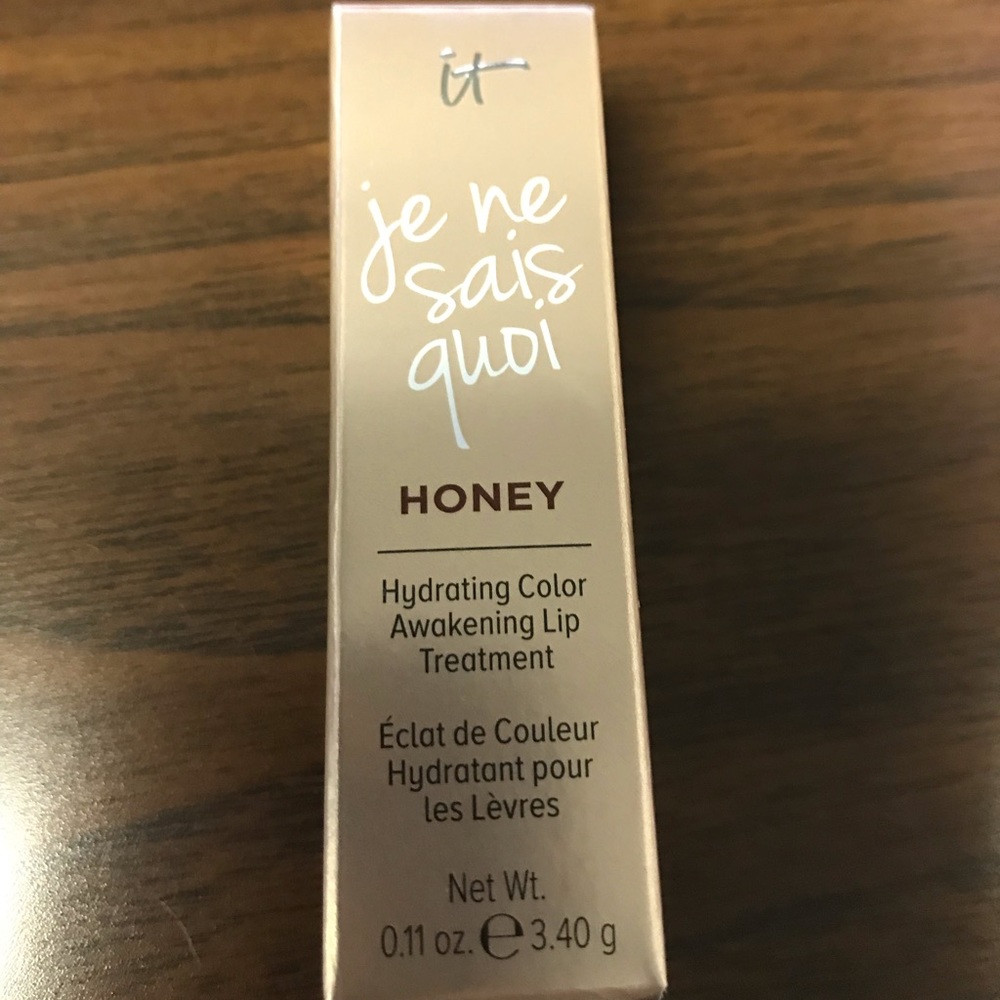 it
je ne
sais
quoi
HONEY
Hydrating Color
Awakening Lip
Treatment
Éclat de Couleur
Hydratant pour
les Lèvres
Net Wt.
0.11 oz. ℮ 3.40 g